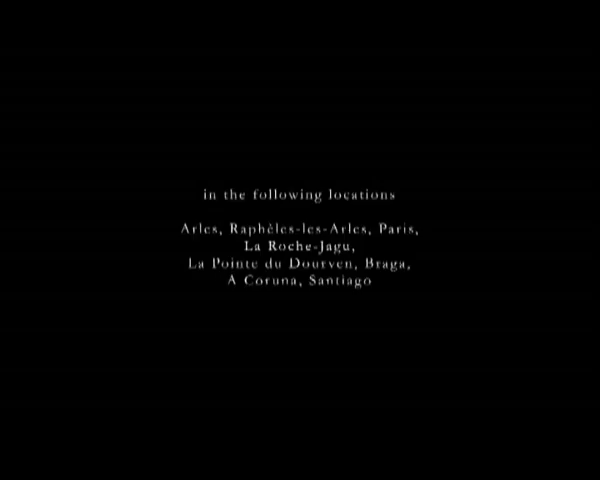 in the following locations
Arles, Raphèles-les-Arles, Paris,
La Roche-Jagu,
La Pointe du Dourven, Braga,
A Coruna, Santiago